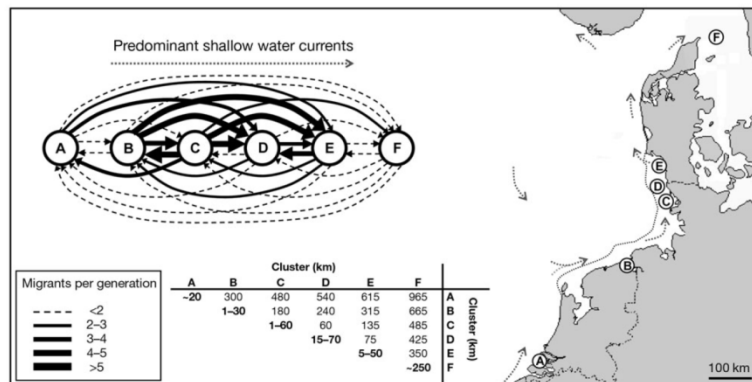 Predominant shallow water currents
A B C D E F
Migrants per generation
<2
2–3
3–4
4–5
>5
Cluster (km)
A B C D E F
~20 300 480 540 615 965 A
1–30 180 240 315 665 B
1–60 60 135 485 C
15–70 75 425 D
5–50 350 E
~250 F
Cluster (km)
F
E
D
C
B
A
100 km